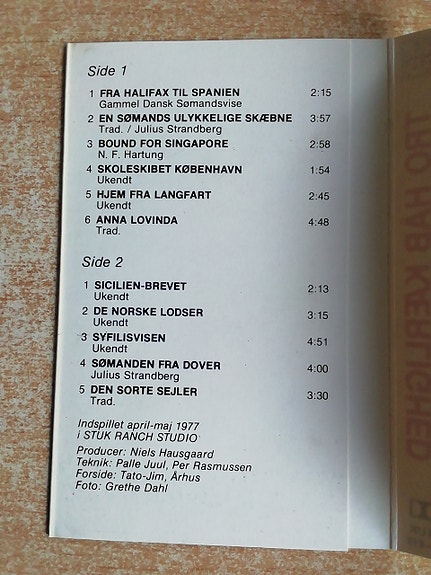 Side 1
1 FRA HALIFAX TIL SPANIEN 2:15
Gammel Dansk Sømandsvise
2 EN SØMANDS ULYKKELIGE SKÆBNE 3:57
Trad. / Julius Strandberg
3 BOUND FOR SINGAPORE 2:58
N. F. Hartung
4 SKOLESKIBET KØBENHAVN 1:54
Ukendt
5 HJEM FRA LANGFART 2:45
Ukendt
6 ANNA LOVINDA 4:48
Trad.
Side 2
1 SICILIEN-BREVET 2:13
Ukendt
2 DE NORSKE LODSER 3:15
Ukendt
3 SYFILISVISEN 4:51
Ukendt
4 SØMANDEN FRA DOVER 4:00
Julius Strandberg
5 DEN SORTE SEJLER 3:30
Trad.
Indspillet april-maj 1977
i STUK RANCH STUDIO
Producer: Niels Hausgaard
Teknik: Palle Juul, Per Rasmussen
Forside: Tato-Jim, Århus
Foto: Grethe Dahl
TRO HÅB KÆRLIGHED